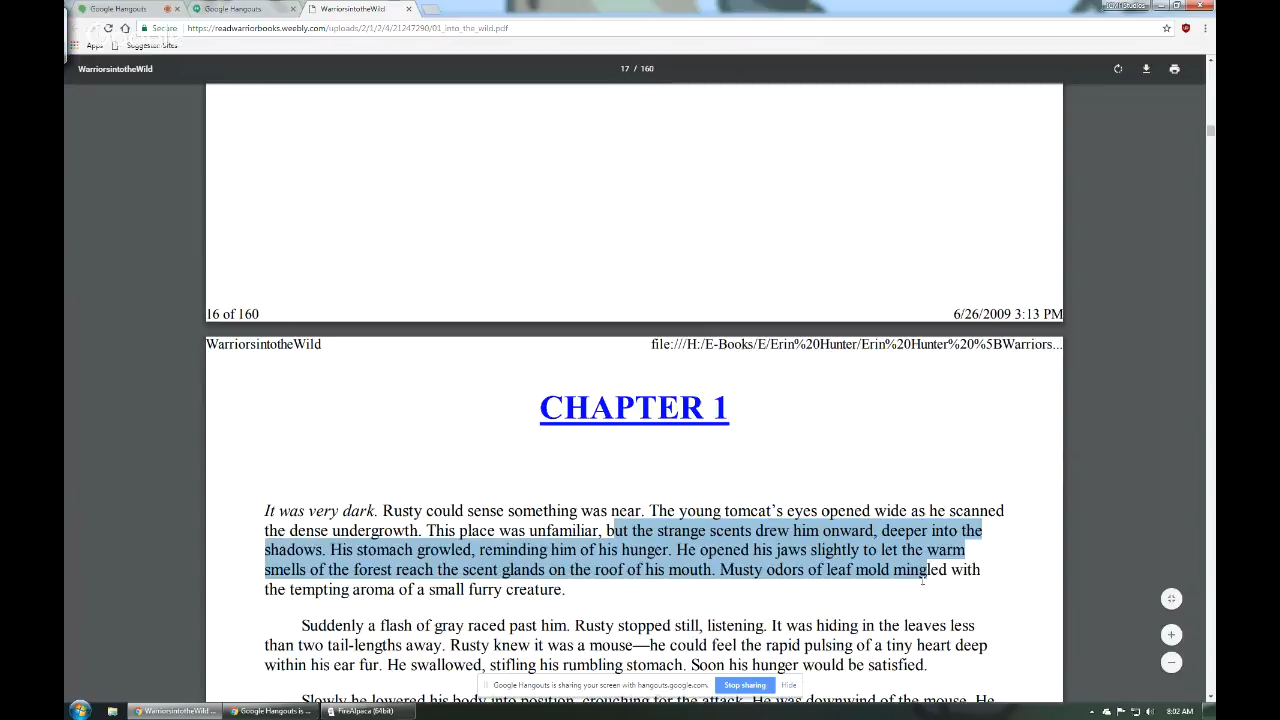 Google Hangouts
Google Hangouts
WarriorsintotheWild
CMHStudios
Secure
https://readwarriorbooks.weebly.com/uploads/2/1/2/4/21247290/01_into_the_wild.pdf
Apps
Suggested Sites
WarriorsintotheWild
17 / 160
16 of 160
6/26/2009 3:13 PM
WarriorsintotheWild
file:///H:/E-Books/E/Erin%20Hunter/Erin%20Hunter%20%5BWarriors...
CHAPTER 1
It was very dark. Rusty could sense something was near. The young tomcat’s eyes opened wide as he scanned
the dense undergrowth. This place was unfamiliar, but the strange scents drew him onward, deeper into the
shadows. His stomach growled, reminding him of his hunger. He opened his jaws slightly to let the warm
smells of the forest reach the scent glands on the roof of his mouth. Musty odors of leaf mold mingled with
the tempting aroma of a small furry creature.
Suddenly a flash of gray raced past him. Rusty stopped still, listening. It was hiding in the leaves less
than two tail-lengths away. Rusty knew it was a mouse—he could feel the rapid pulsing of a tiny heart deep
within his ear fur. He swallowed, stifling his rumbling stomach. Soon his hunger would be satisfied.
Slowly he lowered his body into position, crouching for the attack. He was downwind of the mouse. He
Google Hangouts is sharing your screen with hangouts.google.com.
Stop sharing
Hide
WarriorsintotheWild ...
Google Hangouts is ...
FireAlpaca (64bit)
8:02 AM